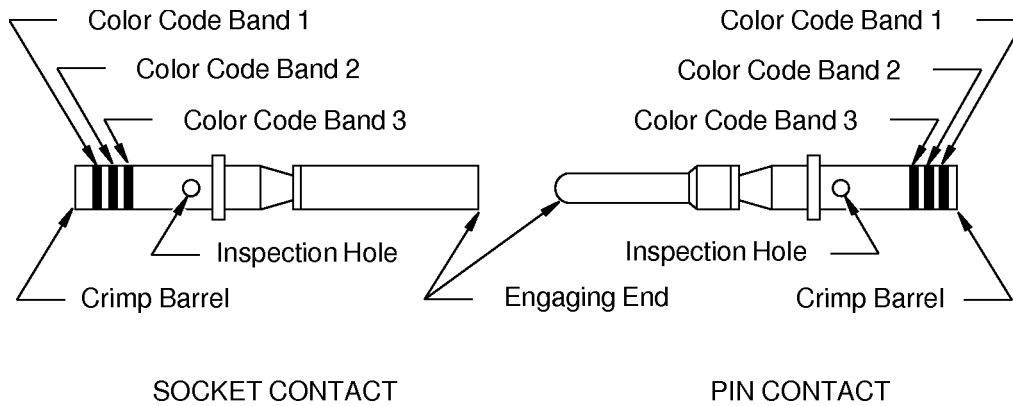 Color Code Band 1
Color Code Band 2
Color Code Band 3
Inspection Hole
Crimp Barrel
Engaging End
Color Code Band 1
Color Code Band 2
Color Code Band 3
Inspection Hole
Crimp Barrel
SOCKET CONTACT
PIN CONTACT